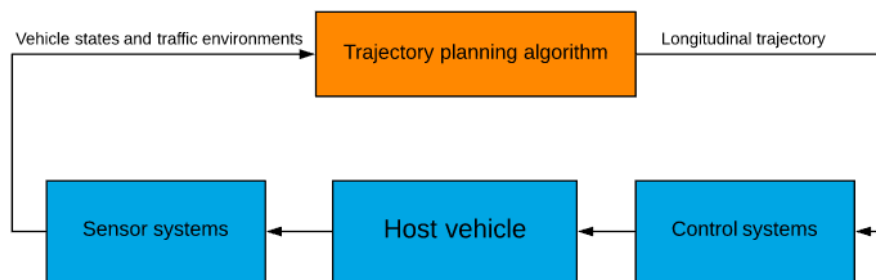 Vehicle states and traffic environments
Trajectory planning algorithm
Longitudinal trajectory
Sensor systems
Host vehicle
Control systems